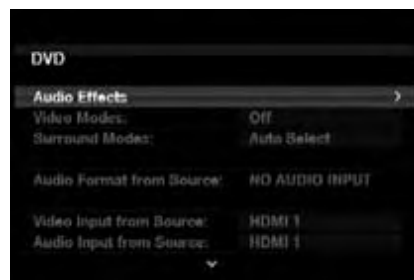 DVD
Audio Effects
Video Modes: Off
Surround Modes: Auto Select
Audio Format from Source: NO AUDIO INPUT
Video Input from Source: HDMI 1
Audio Input from Source: HDMI 1